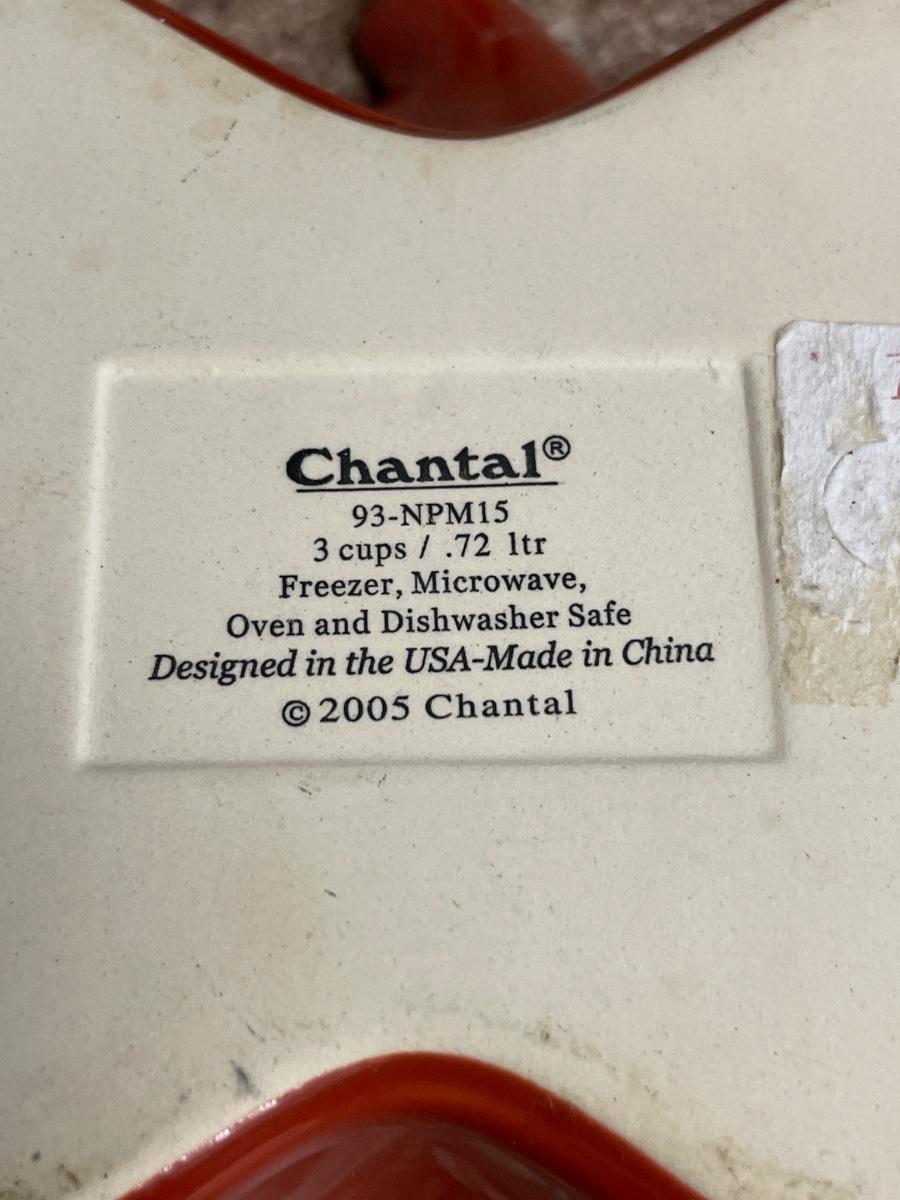 Chantal®
93-NPM15
3 cups / .72 ltr
Freezer, Microwave,
Oven and Dishwasher Safe
Designed in the USA-Made in China
© 2005 Chantal